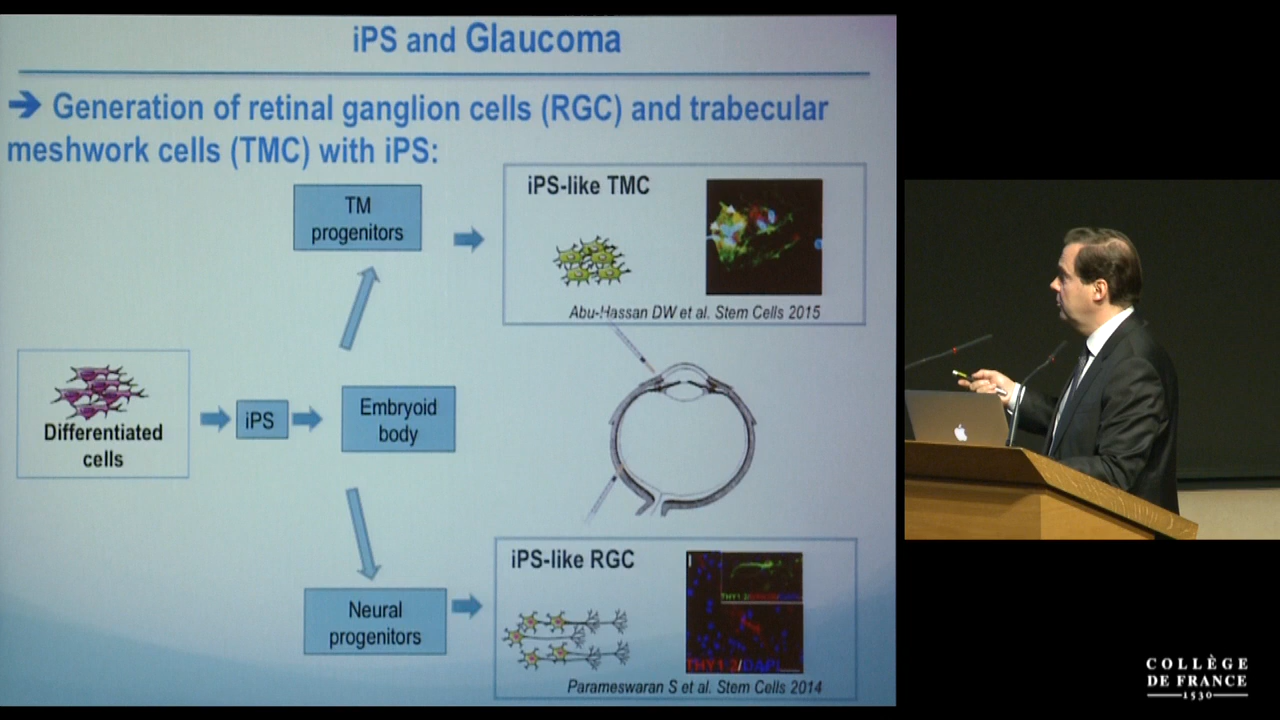 iPS and Glaucoma
➔ Generation of retinal ganglion cells (RGC) and trabecular
meshwork cells (TMC) with iPS:
TM
progenitors
iPS-like TMC
Abu-Hassan DW et al. Stem Cells 2015
Differentiated
cells
iPS
Embryoid
body
Neural
progenitors
iPS-like RGC
THY1.2/DAPI
Parameswaran S et al. Stem Cells 2014
COLLÈGE
DE FRANCE
1530